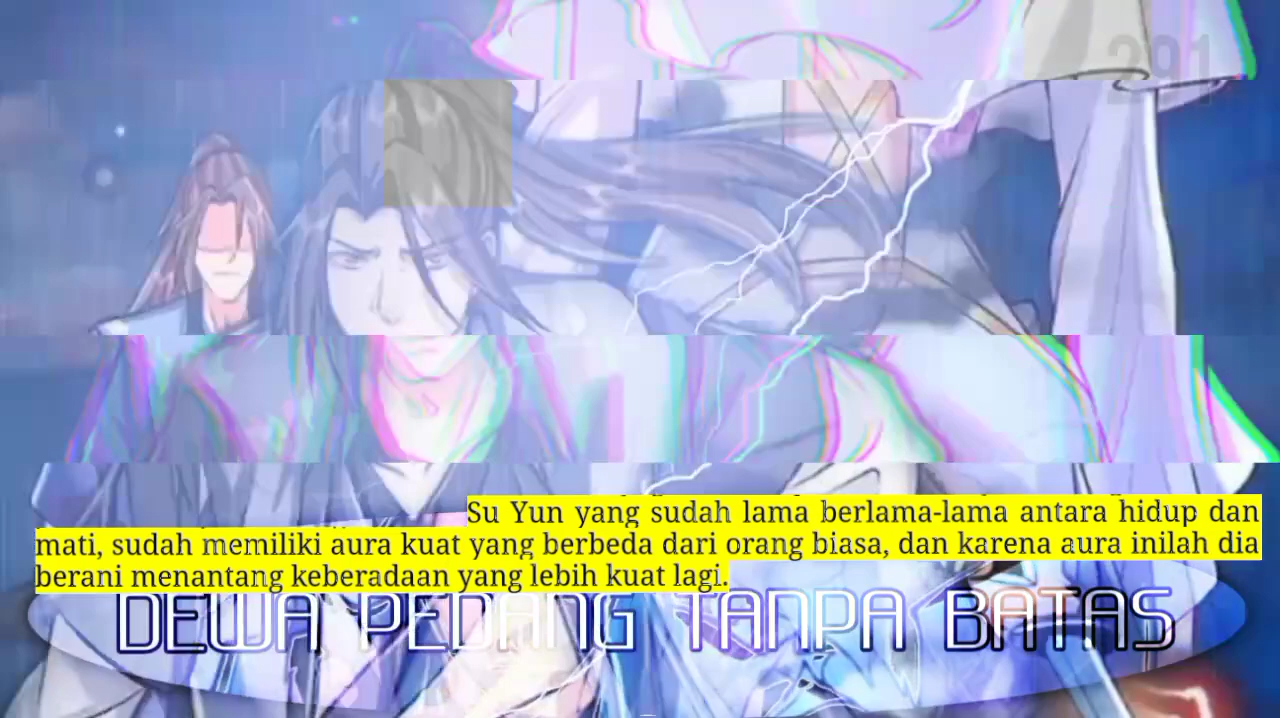 291
Su Yun yang sudah lama berlama-lama antara hidup dan
mati, sudah memiliki aura kuat yang berbeda dari orang biasa, dan karena aura inilah dia
berani menantang keberadaan yang lebih kuat lagi.
DEWA PEDANG TANPA BATAS